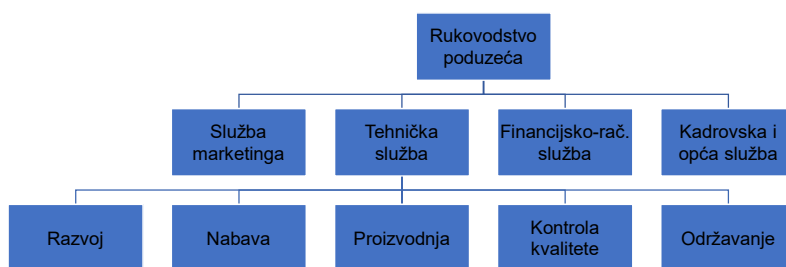 Rukovodstvo
poduzeća
Služba
marketinga
Tehnička
služba
Financijsko-rač.
služba
Kadrovska i
opća služba
Razvoj
Nabava
Proizvodnja
Kontrola
kvalitete
Održavanje